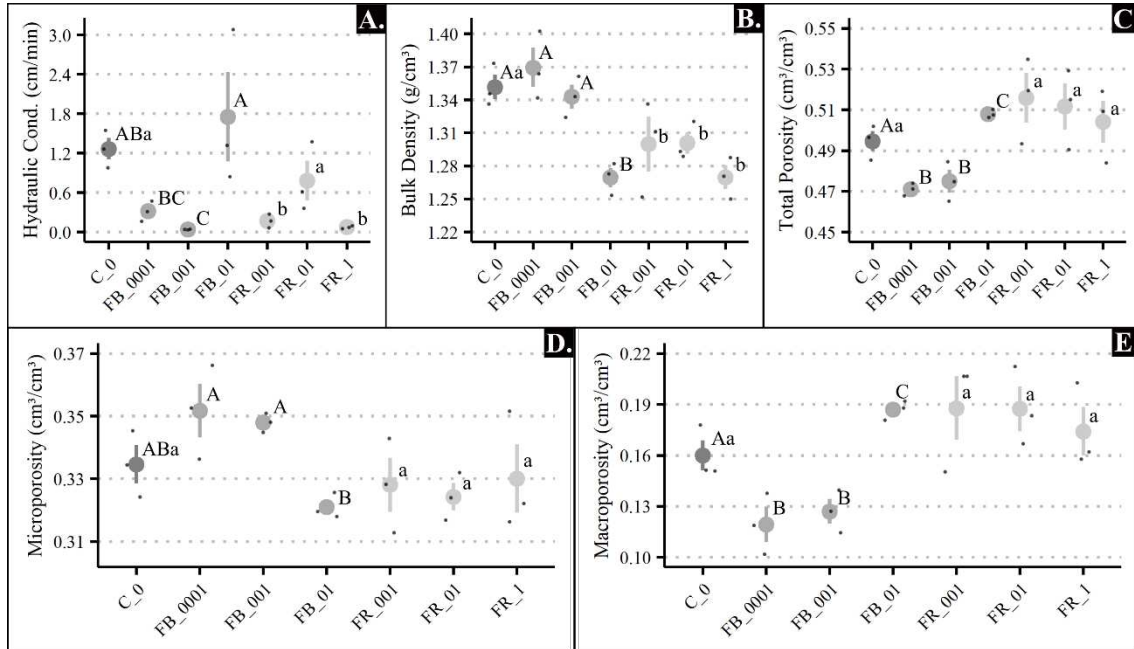 A.
Hydraulic Cond. (cm/min)
3.0
2.4
1.8
1.2
0.6
0.0
ABa
BC
C
A
b
a
b
C_0
FB_0001
FB_001
FB_01
FR_001
FR_01
FR_1
B.
Bulk Density (g/cm³)
1.40
1.37
1.34
1.31
1.28
1.25
1.22
Aa
A
A
B
b
b
b
C_0
FB_0001
FB_001
FB_01
FR_001
FR_01
FR_1
C
Total Porosity (cm³/cm³)
0.55
0.53
0.51
0.49
0.47
0.45
Aa
B
B
C
a
a
a
C_0
FB_0001
FB_001
FB_01
FR_001
FR_01
FR_1
D.
Microporosity (cm³/cm³)
0.37
0.35
0.33
0.31
ABa
A
A
B
a
a
a
C_0
FB_0001
FB_001
FB_01
FR_001
FR_01
FR_1
E
Macroporosity (cm³/cm³)
0.22
0.19
0.16
0.13
0.10
Aa
B
B
C
a
a
a
C_0
FB_0001
FB_001
FB_01
FR_001
FR_01
FR_1